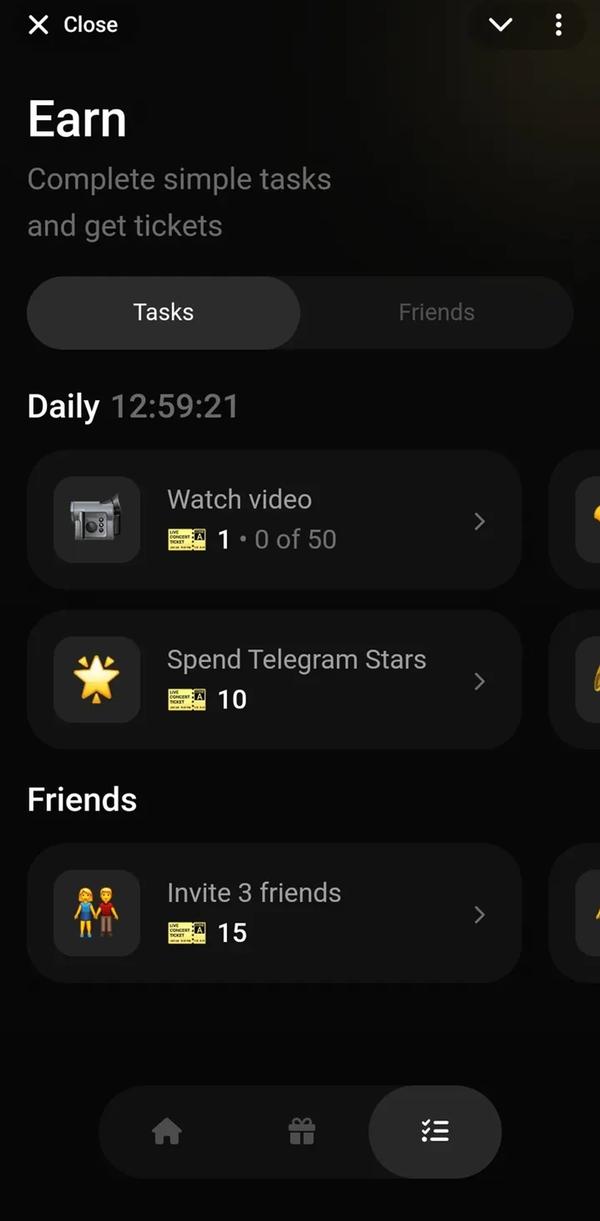 Close
Earn
Complete simple tasks
and get tickets
Tasks Friends
Daily 12:59:21
Watch video
1 • 0 of 50
Spend Telegram Stars
10
Friends
Invite 3 friends
15